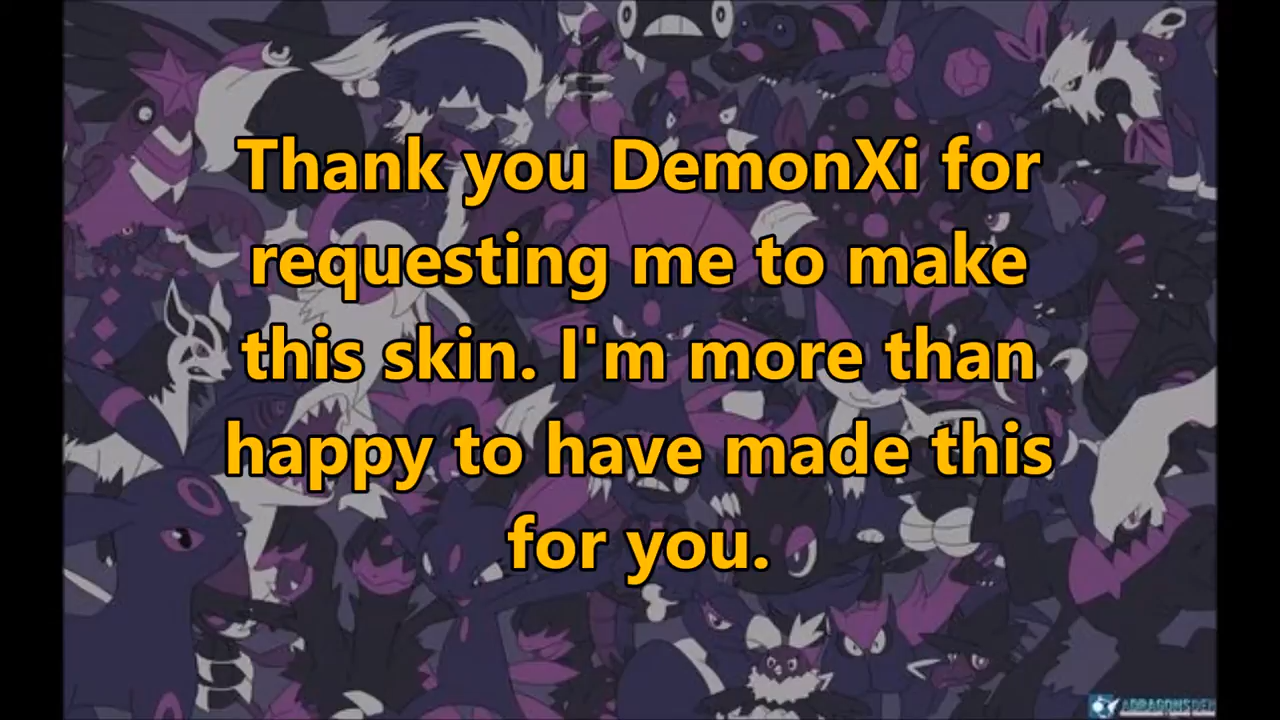 Thank you DemonXi for
requesting me to make
this skin. I'm more than
happy to have made this
for you.